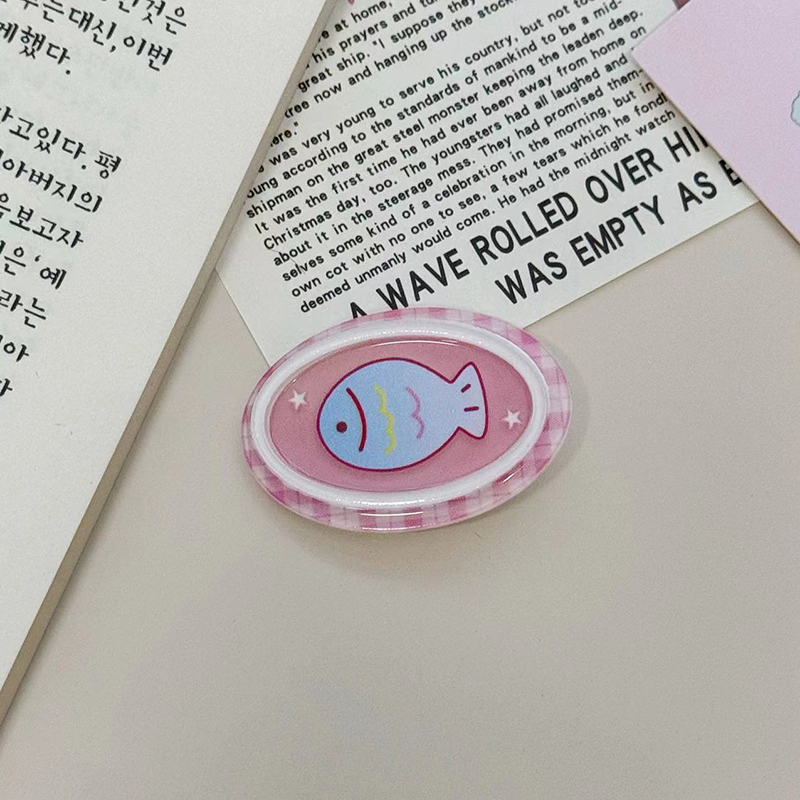 는대신, 이번
게했다.
고있다. 평
아버지의
보고자
은 ‘예
라는
at home,
his prayers and
great ship. "I suppose they
tree now and hanging up the
ere."
was very young to serve his country, but not too
oung according to the standards of mankind to be a mid-
shipman on the great steel monster keeping the leaden deep.
It was the first time he had ever been away from home on
Christmas day, too. The youngsters had all laughed and
about it in the steerage mess. They had promised them-
selves some kind of a celebration in the morning, but in
own cot with no one to see, a few tears which he fondl
deemed unmanly would come. He had the midnight watch
A WAVE ROLLED OVER HI
WAS EMPTY AS